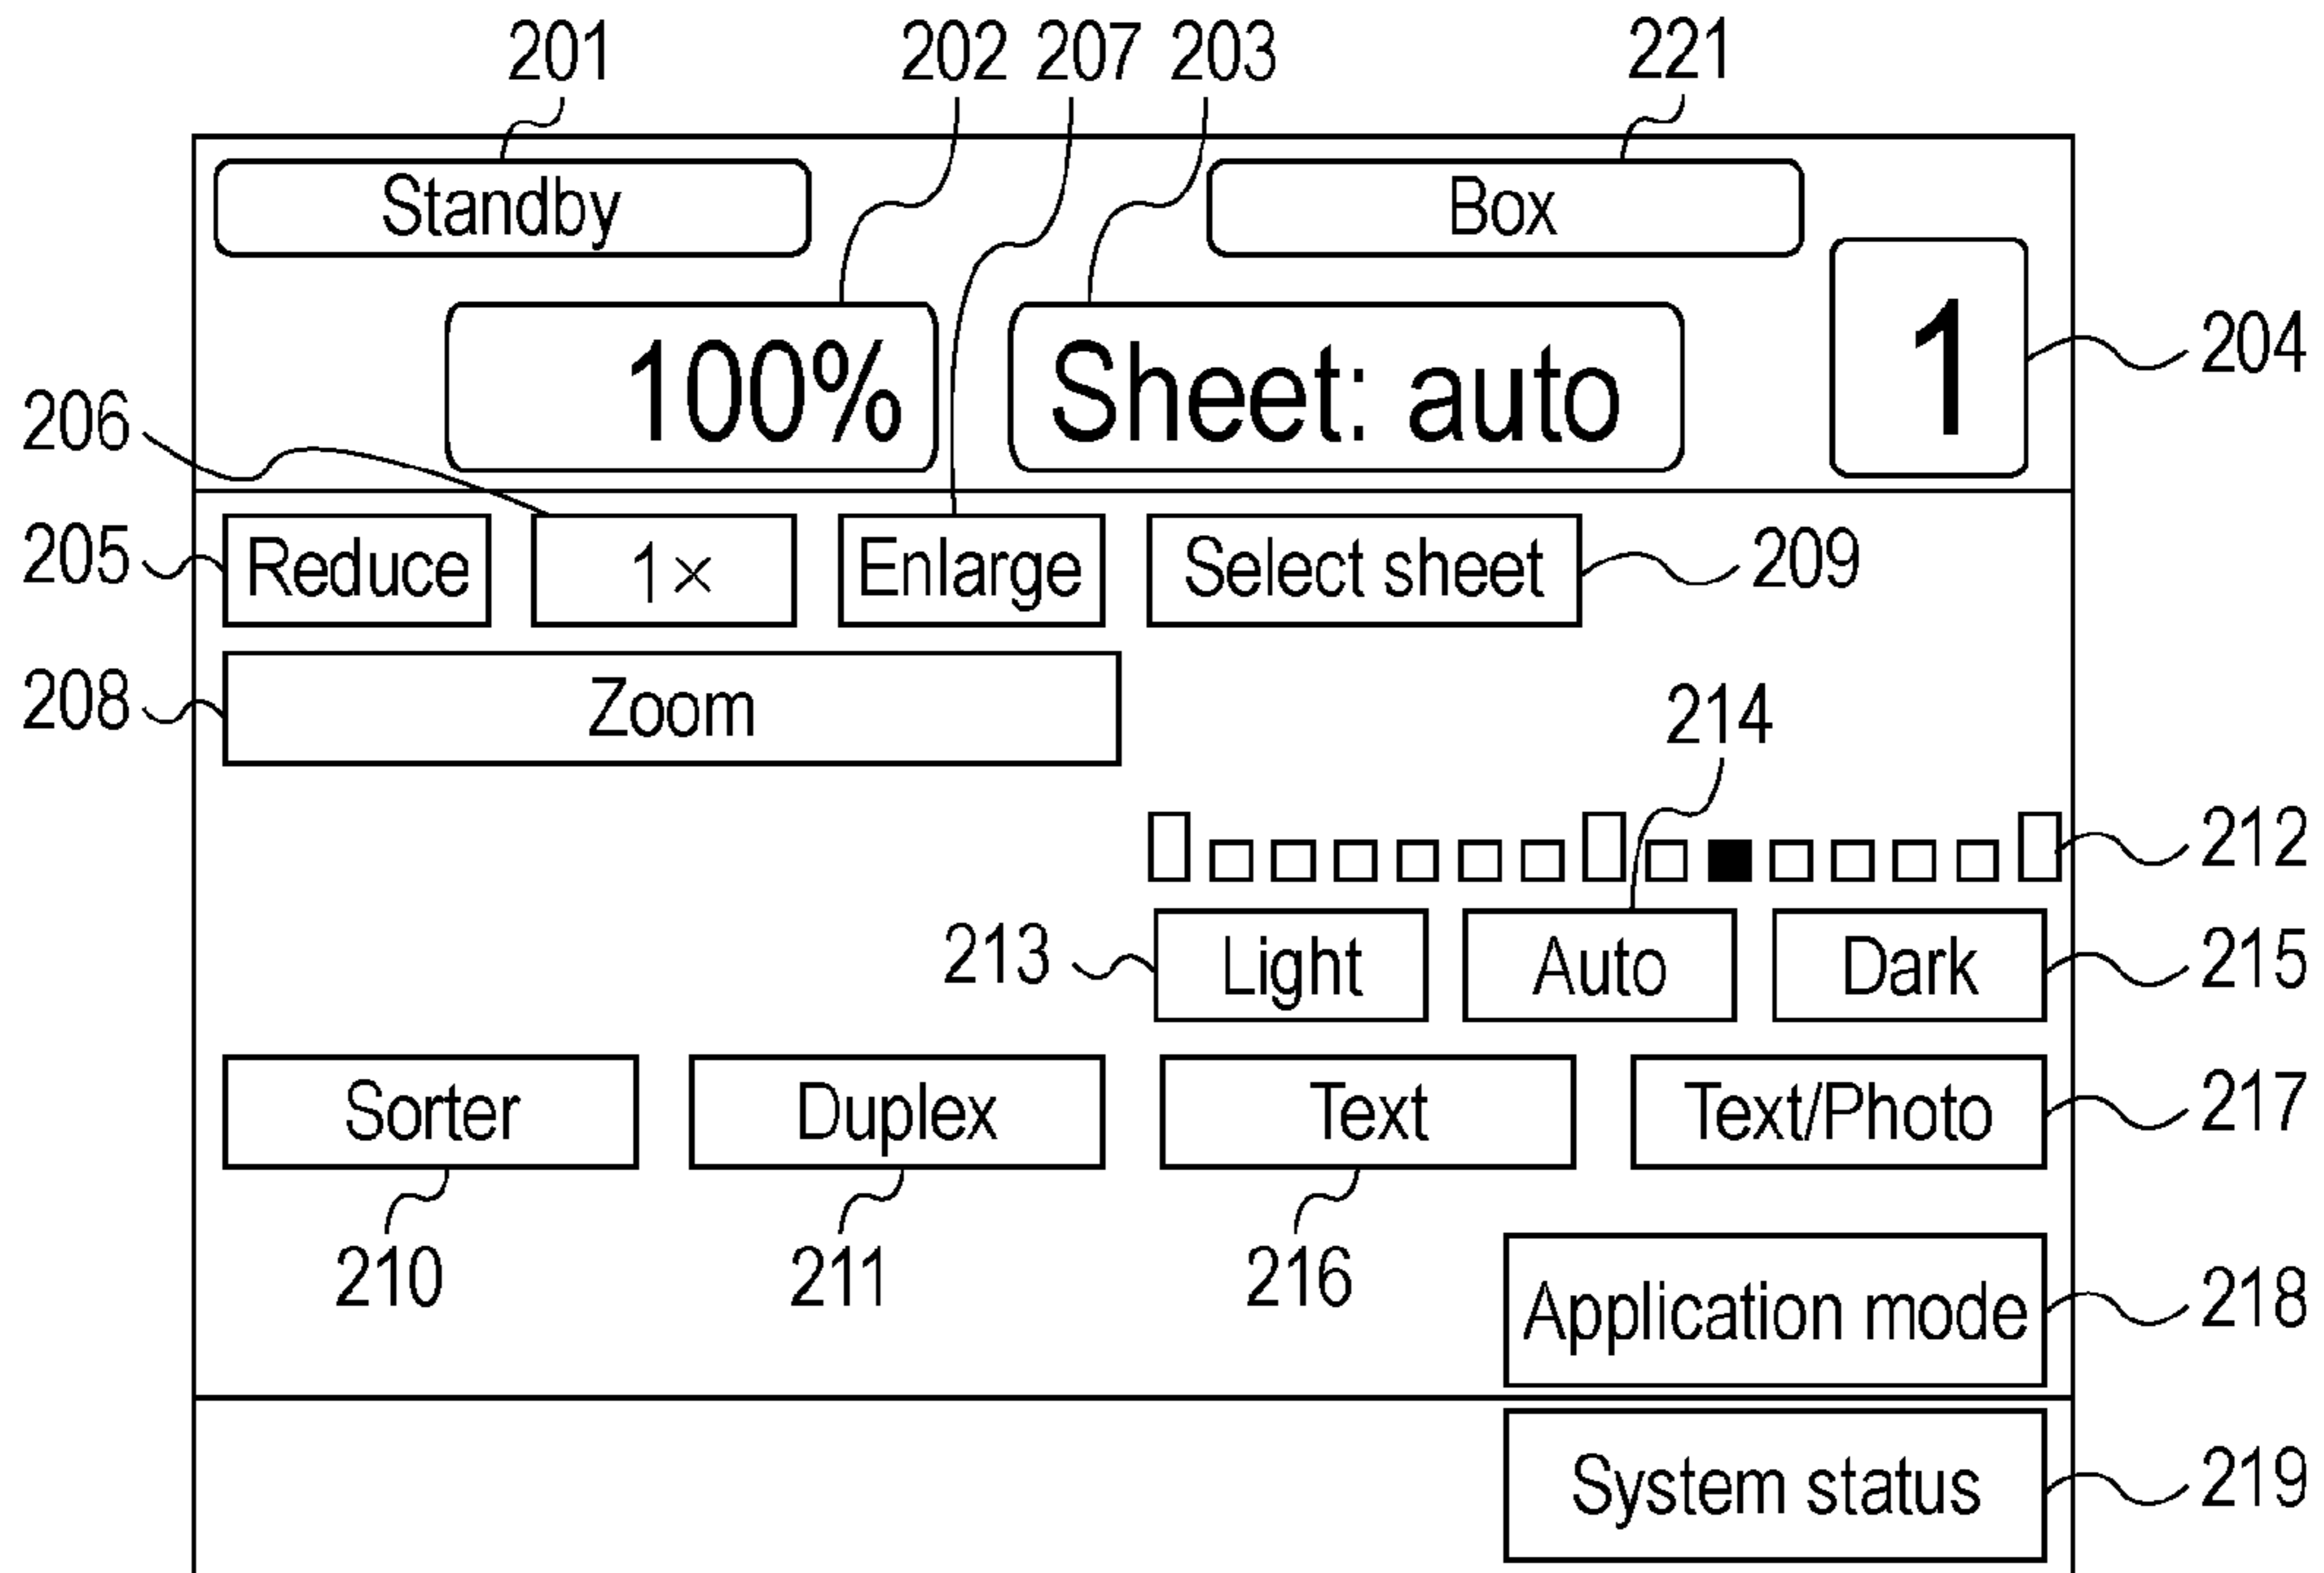 201 202 207 203 221
Standby Box
100% Sheet: auto 1 204
206
205 Reduce 1× Enlarge Select sheet 209
208 Zoom
214
212
213 Light Auto Dark 215
Sorter Duplex Text Text/Photo 217
210 211 216
Application mode 218
System status 219